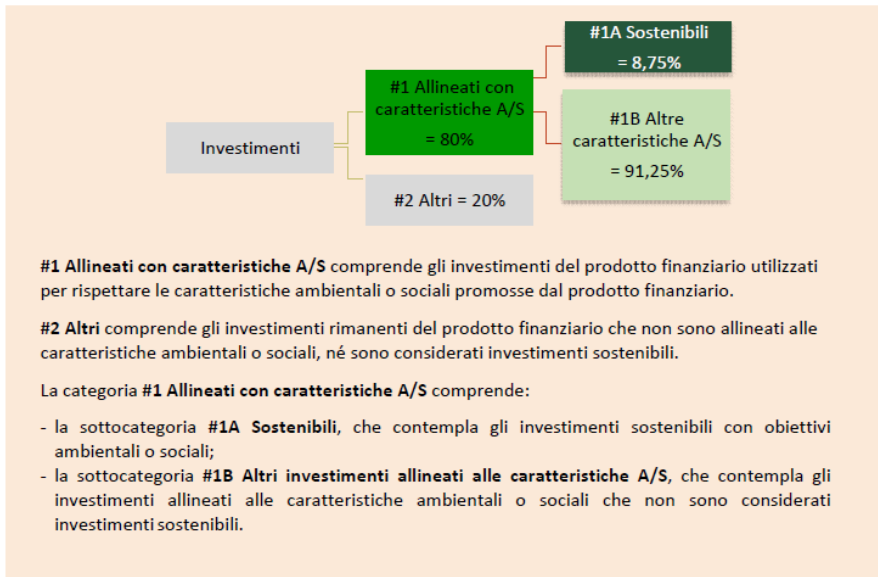 #1A Sostenibili
= 8,75%
#1 Allineati con
caratteristiche A/S
= 80%
#1B Altre
caratteristiche A/S
= 91,25%
Investimenti
#2 Altri = 20%
#1 Allineati con caratteristiche A/S comprende gli investimenti del prodotto finanziario utilizzati
per rispettare le caratteristiche ambientali o sociali promosse dal prodotto finanziario.
#2 Altri comprende gli investimenti rimanenti del prodotto finanziario che non sono allineati alle
caratteristiche ambientali o sociali, né sono considerati investimenti sostenibili.
La categoria #1 Allineati con caratteristiche A/S comprende:
- la sottocategoria #1A Sostenibili, che contempla gli investimenti sostenibili con obiettivi
ambientali o sociali;
- la sottocategoria #1B Altri investimenti allineati alle caratteristiche A/S, che contempla gli
investimenti allineati alle caratteristiche ambientali o sociali che non sono considerati
investimenti sostenibili.